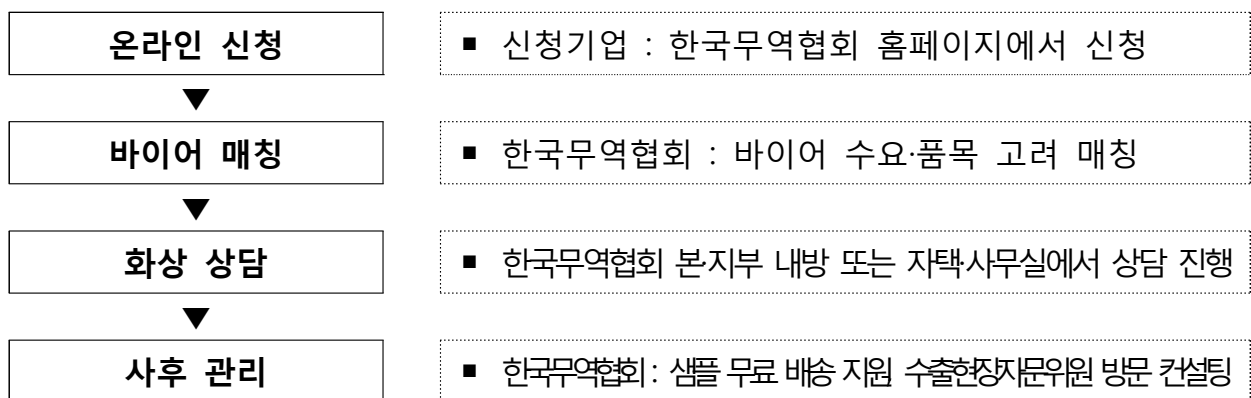 온라인 신청
■ 신청기업 : 한국무역협회 홈페이지에서 신청
▼
바이어 매칭
■ 한국무역협회 : 바이어 수요·품목 고려 매칭
▼
화상 상담
■ 한국무역협회 본·지부 내방 또는 자택·사무실에서 상담 진행
▼
사후 관리
■ 한국무역협회 : 샘플 무료 배송 지원, 수출현장자문위원 방문 컨설팅